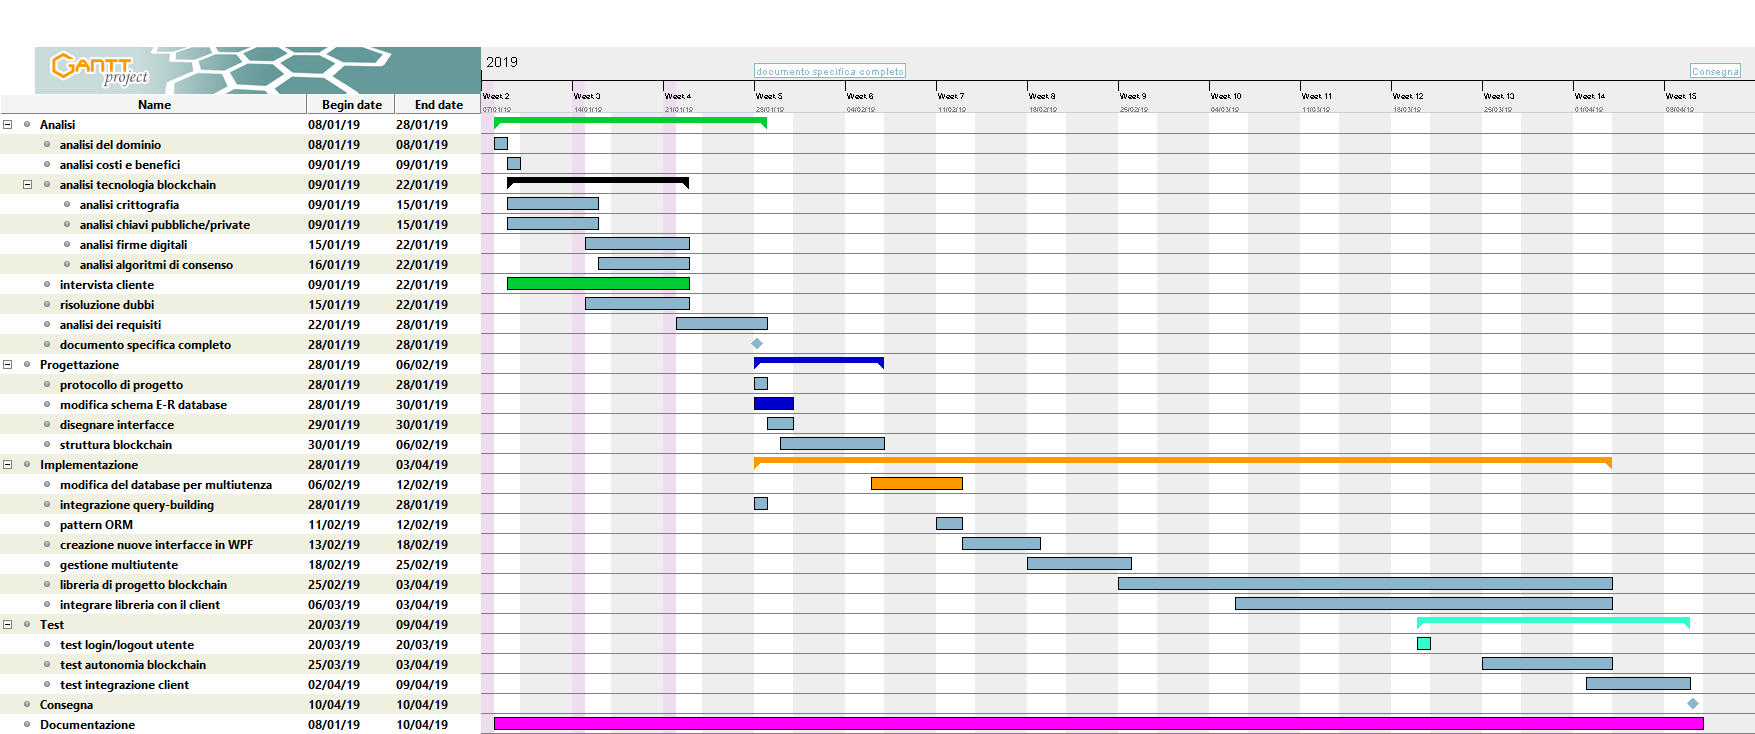 GANTT
project
2019
documento specifica completo
Consegna
Week 2 Week 3 Week 4 Week 5 Week 6 Week 7 Week 8 Week 9 Week 10 Week 11 Week 12 Week 13 Week 14 Week 15
07/01/19 14/01/19 21/01/19 28/01/19 04/02/19 11/02/19 18/02/19 25/02/19 04/03/19 11/03/19 18/03/19 25/03/19 01/04/19 08/04/19
Name Begin date End date
Analisi 08/01/19 28/01/19
analisi del dominio 08/01/19 08/01/19
analisi costi e benefici 09/01/19 09/01/19
analisi tecnologia blockchain 09/01/19 22/01/19
analisi crittografia 09/01/19 15/01/19
analisi chiavi pubbliche/private 09/01/19 15/01/19
analisi firme digitali 15/01/19 22/01/19
analisi algoritmi di consenso 16/01/19 22/01/19
intervista cliente 09/01/19 22/01/19
risoluzione dubbi 15/01/19 22/01/19
analisi dei requisiti 22/01/19 28/01/19
documento specifica completo 28/01/19 28/01/19
Progettazione 28/01/19 06/02/19
protocollo di progetto 28/01/19 28/01/19
modifica schema E-R database 28/01/19 30/01/19
disegnare interfacce 29/01/19 30/01/19
struttura blockchain 30/01/19 06/02/19
Implementazione 28/01/19 03/04/19
modifica del database per multiutenza 06/02/19 12/02/19
integrazione query-building 28/01/19 28/01/19
pattern ORM 11/02/19 12/02/19
creazione nuove interfacce in WPF 13/02/19 18/02/19
gestione multiutente 18/02/19 25/02/19
libreria di progetto blockchain 25/02/19 03/04/19
integrare libreria con il client 06/03/19 03/04/19
Test 20/03/19 09/04/19
test login/logout utente 20/03/19 20/03/19
test autonomia blockchain 25/03/19 03/04/19
test integrazione client 02/04/19 09/04/19
Consegna 10/04/19 10/04/19
Documentazione 08/01/19 10/04/19